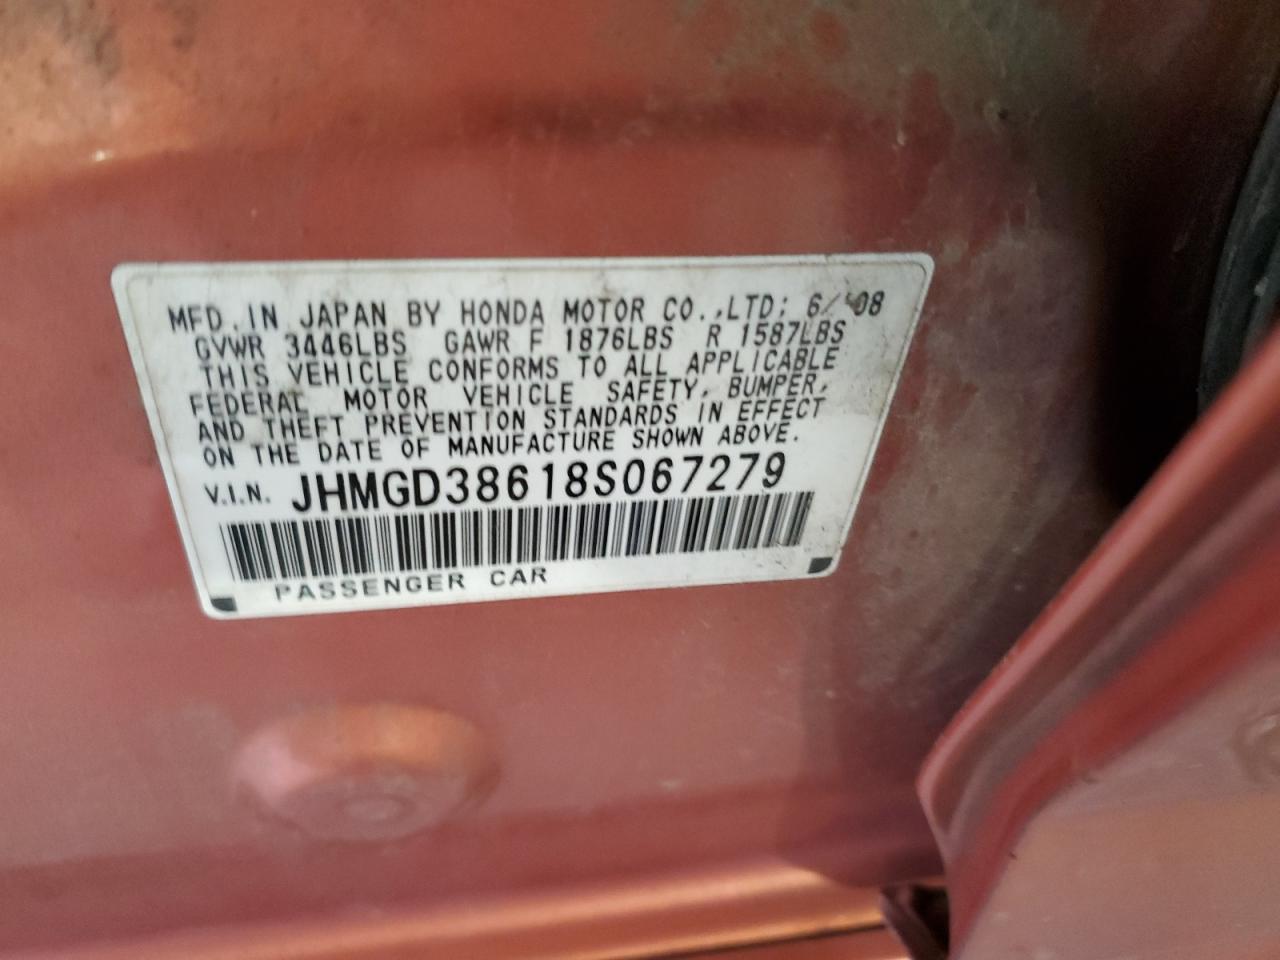 MFD. IN JAPAN BY HONDA MOTOR CO.,LTD; 6/ 08
GVWR 3446LBS GAWR F 1876LBS R 1587LBS
THIS VEHICLE CONFORMS TO ALL APPLICABLE
FEDERAL MOTOR VEHICLE SAFETY, BUMPER,
AND THEFT PREVENTION STANDARDS IN EFFECT
ON THE DATE OF MANUFACTURE SHOWN ABOVE.
V.I.N. JHMGD38618S067279
PASSENGER CAR